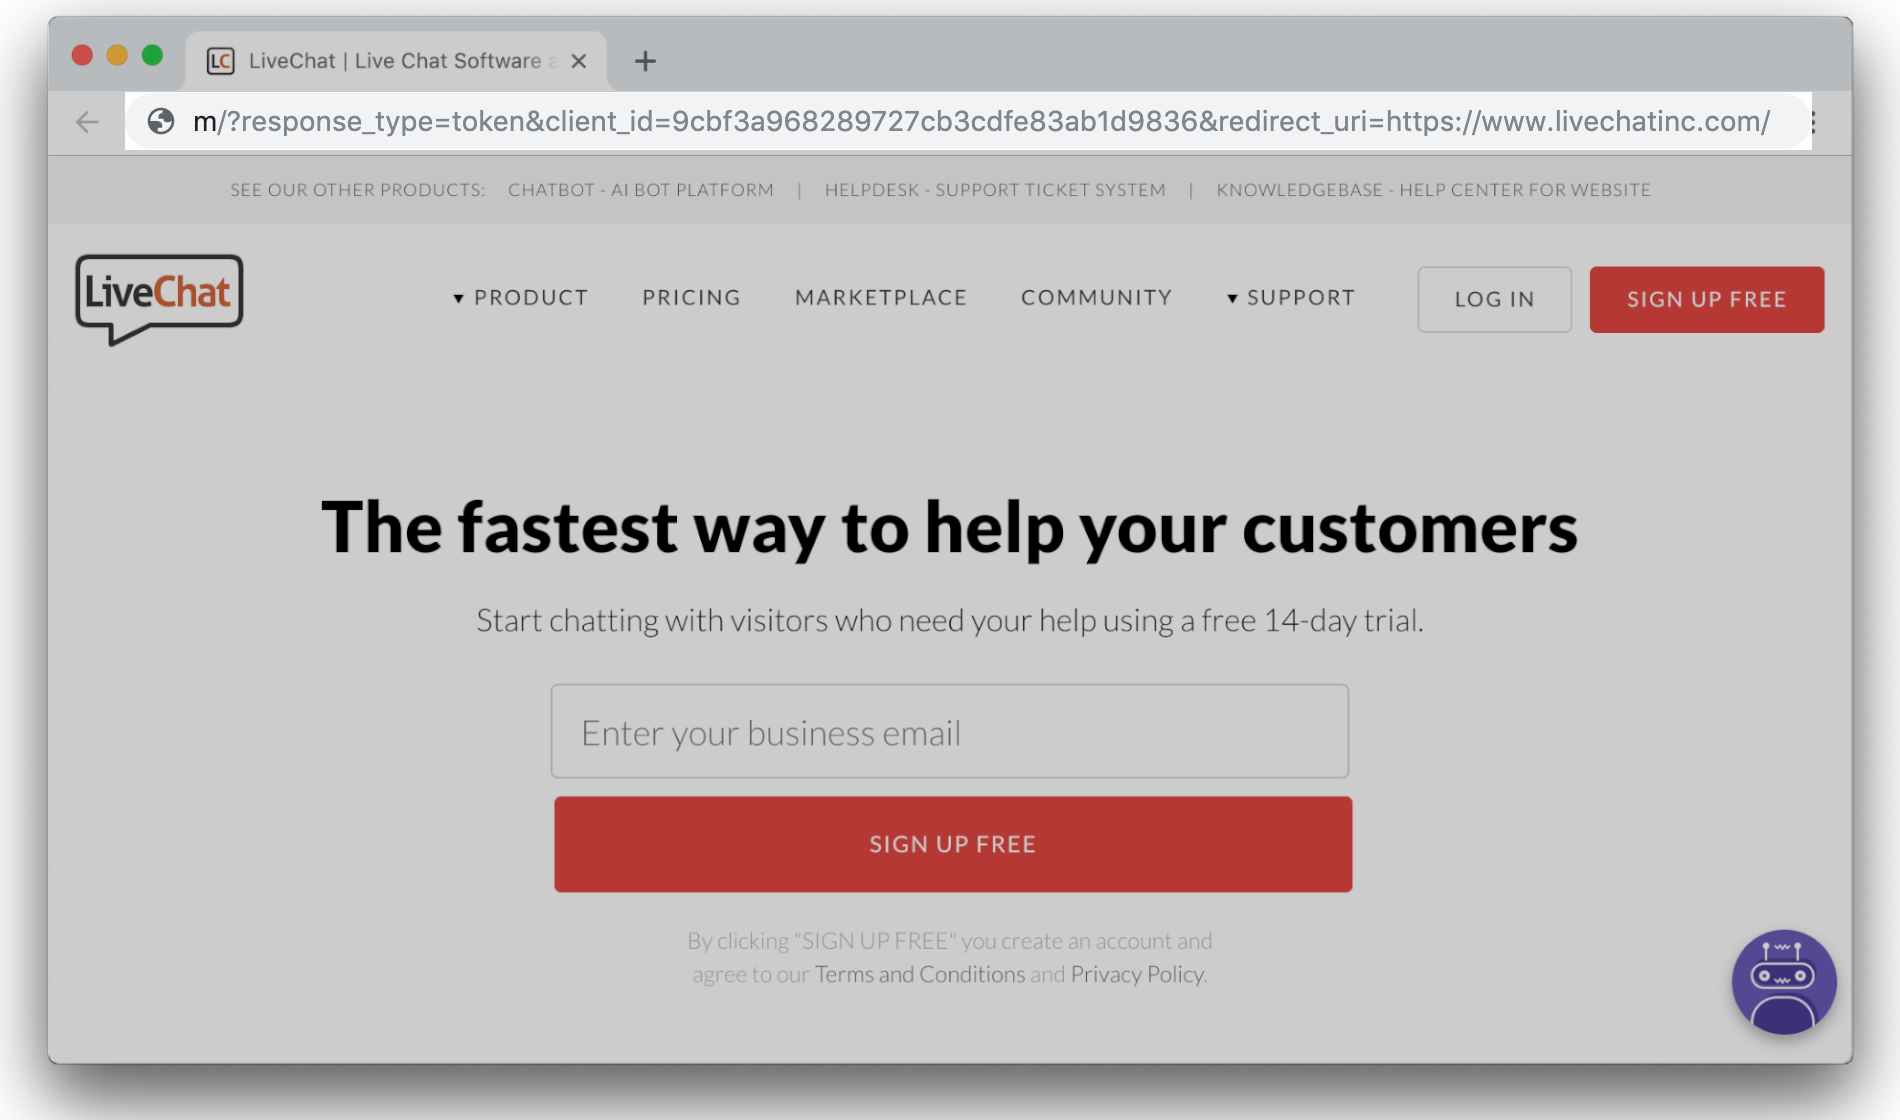 LC LiveChat | Live Chat Software
m/?response_type=token&client_id=9cbf3a968289727cb3cdfe83ab1d9836&redirect_uri=https://www.livechatinc.com/
SEE OUR OTHER PRODUCTS: CHATBOT - AI BOT PLATFORM | HELPDESK - SUPPORT TICKET SYSTEM | KNOWLEDGEBASE - HELP CENTER FOR WEBSITE
LiveChat
▼ PRODUCT PRICING MARKETPLACE COMMUNITY ▼ SUPPORT LOG IN SIGN UP FREE
The fastest way to help your customers
Start chatting with visitors who need your help using a free 14-day trial.
Enter your business email
SIGN UP FREE
By clicking "SIGN UP FREE" you create an account and
agree to our Terms and Conditions and Privacy Policy.